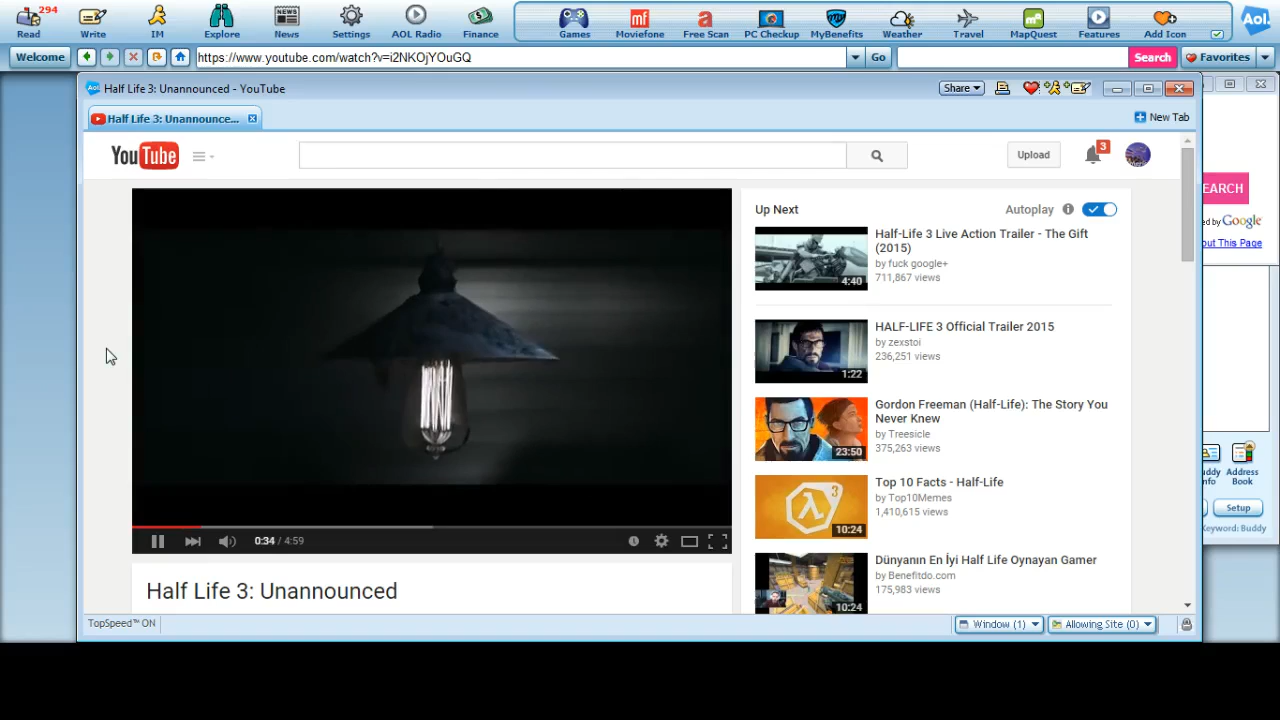 294
Read
Write
IM
Explore
News
Settings
AOL Radio
Finance
Games
mf
Moviefone
a
Free Scan
PC Checkup
MyBenefits
Weather
Travel
MapQuest
Features
Add Icon
Aol.
Welcome
https://www.youtube.com/watch?v=i2NKOjYOuGQ
Go
Search
Favorites
Aol. Half Life 3: Unannounced - YouTube
Share
Half Life 3: Unannounce...
New Tab
YouTube
Upload
3
EARCH
Google
out This Page
Up Next
Autoplay
Half-Life 3 Live Action Trailer - The Gift
(2015)
by fuck google+
711,867 views
4:40
HALF-LIFE 3 Official Trailer 2015
by zexstoi
236,251 views
1:22
Gordon Freeman (Half-Life): The Story You
Never Knew
by Treesicle
375,263 views
23:50
Top 10 Facts - Half-Life
by Top10Memes
1,410,615 views
10:24
Dünyanın En İyi Half Life Oynayan Gamer
by Benefitdo.com
175,983 views
10:24
0:34 / 4:59
Half Life 3: Unannounced
Address
Book
Setup
Keyword: Buddy
TopSpeed™ ON
Window (1)
Allowing Site (0)